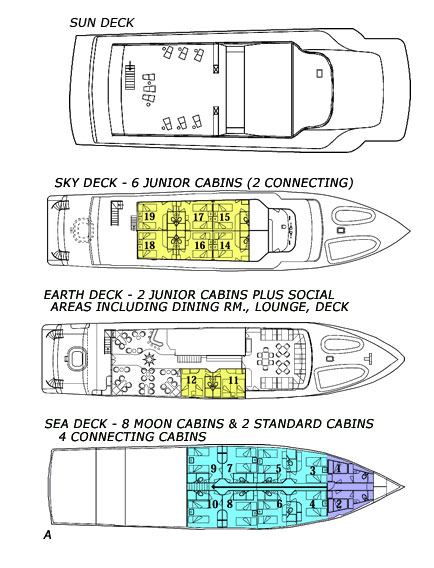 SUN DECK
SKY DECK - 6 JUNIOR CABINS (2 CONNECTING)
19 17 15
18 16 14
EARTH DECK - 2 JUNIOR CABINS PLUS SOCIAL
AREAS INCLUDING DINING RM., LOUNGE, DECK
12 11
SEA DECK - 8 MOON CABINS & 2 STANDARD CABINS
4 CONNECTING CABINS
9 7 5 3 1
10 8 6 4 2
A